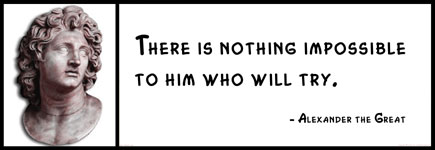 There is nothing impossible
to him who will try.
- Alexander the Great